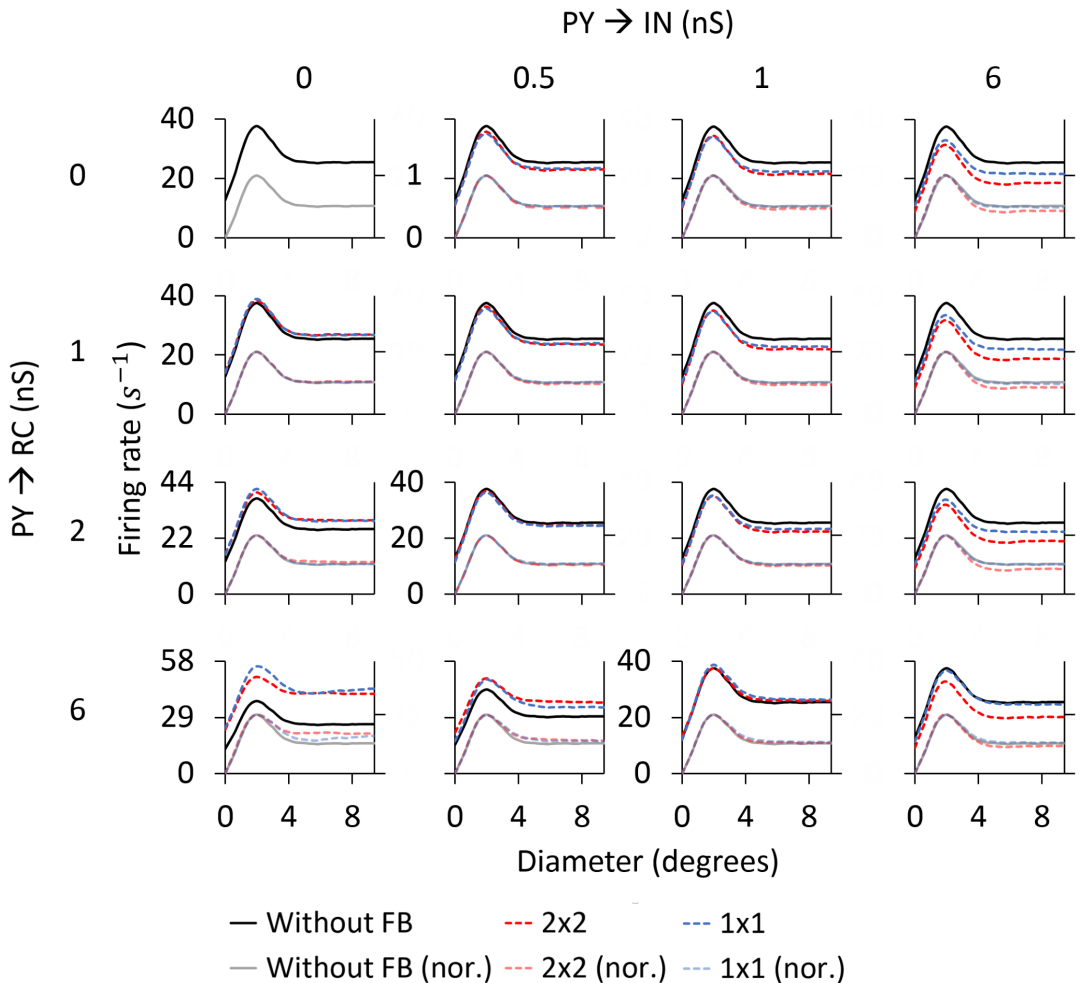 PY → IN (nS)
0 0.5 1 6
PY → RC (nS)
Firing rate (s⁻¹)
0 40 20 0 1 0
1 40 20 0
2 44 22 0 40 20 0
6 58 29 0 40 20 0
0 4 8 0 4 8 0 4 8 0 4 8
Diameter (degrees)
Without FB 2x2 1x1
Without FB (nor.) 2x2 (nor.) 1x1 (nor.)